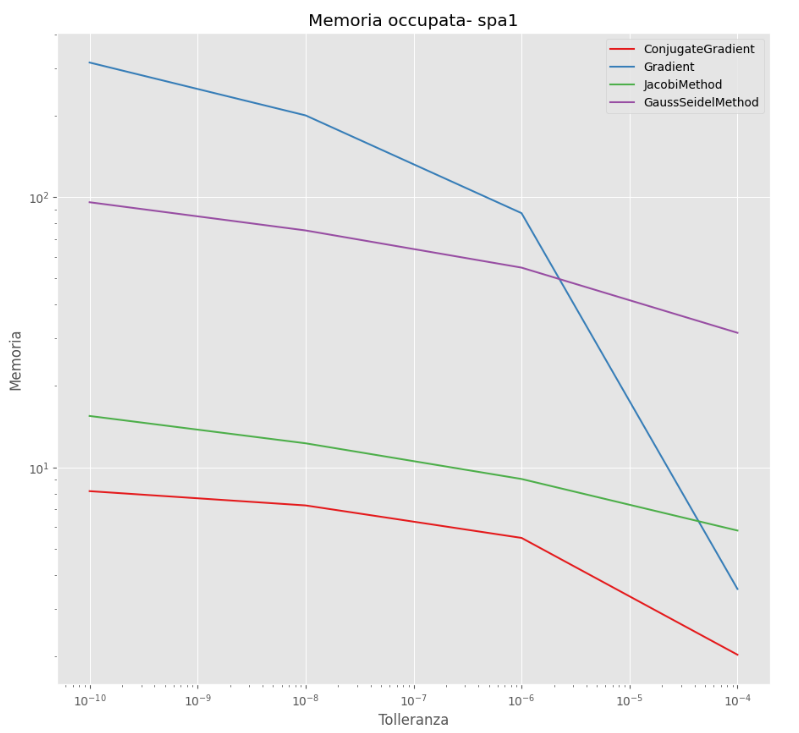 Memoria occupata- spa1
ConjugateGradient
Gradient
JacobiMethod
GaussSeidelMethod
Memoria
10²
10¹
10⁻¹⁰ 10⁻⁹ 10⁻⁸ 10⁻⁷ 10⁻⁶ 10⁻⁵ 10⁻⁴
Tolleranza